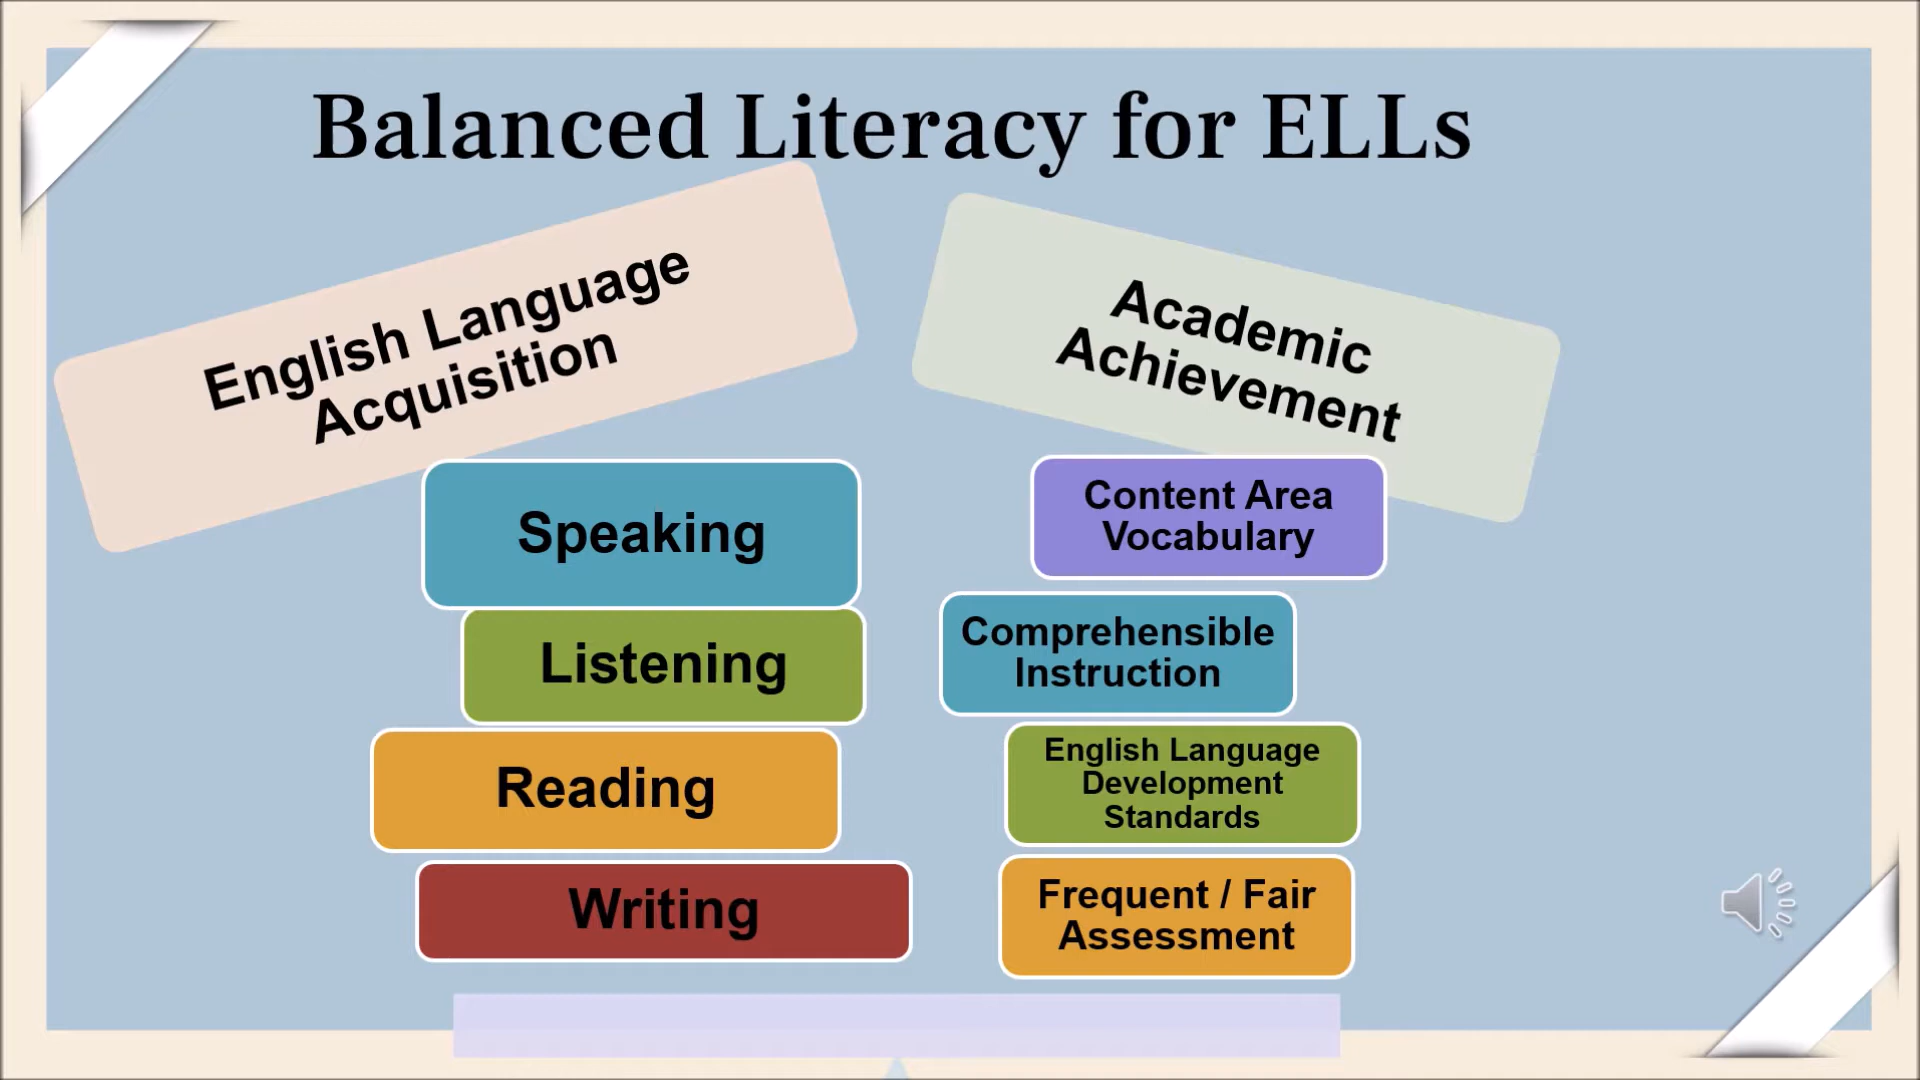 Balanced Literacy for ELLs
English Language
Acquisition
Speaking
Listening
Reading
Writing
Academic
Achievement
Content Area
Vocabulary
Comprehensible
Instruction
English Language
Development
Standards
Frequent / Fair
Assessment